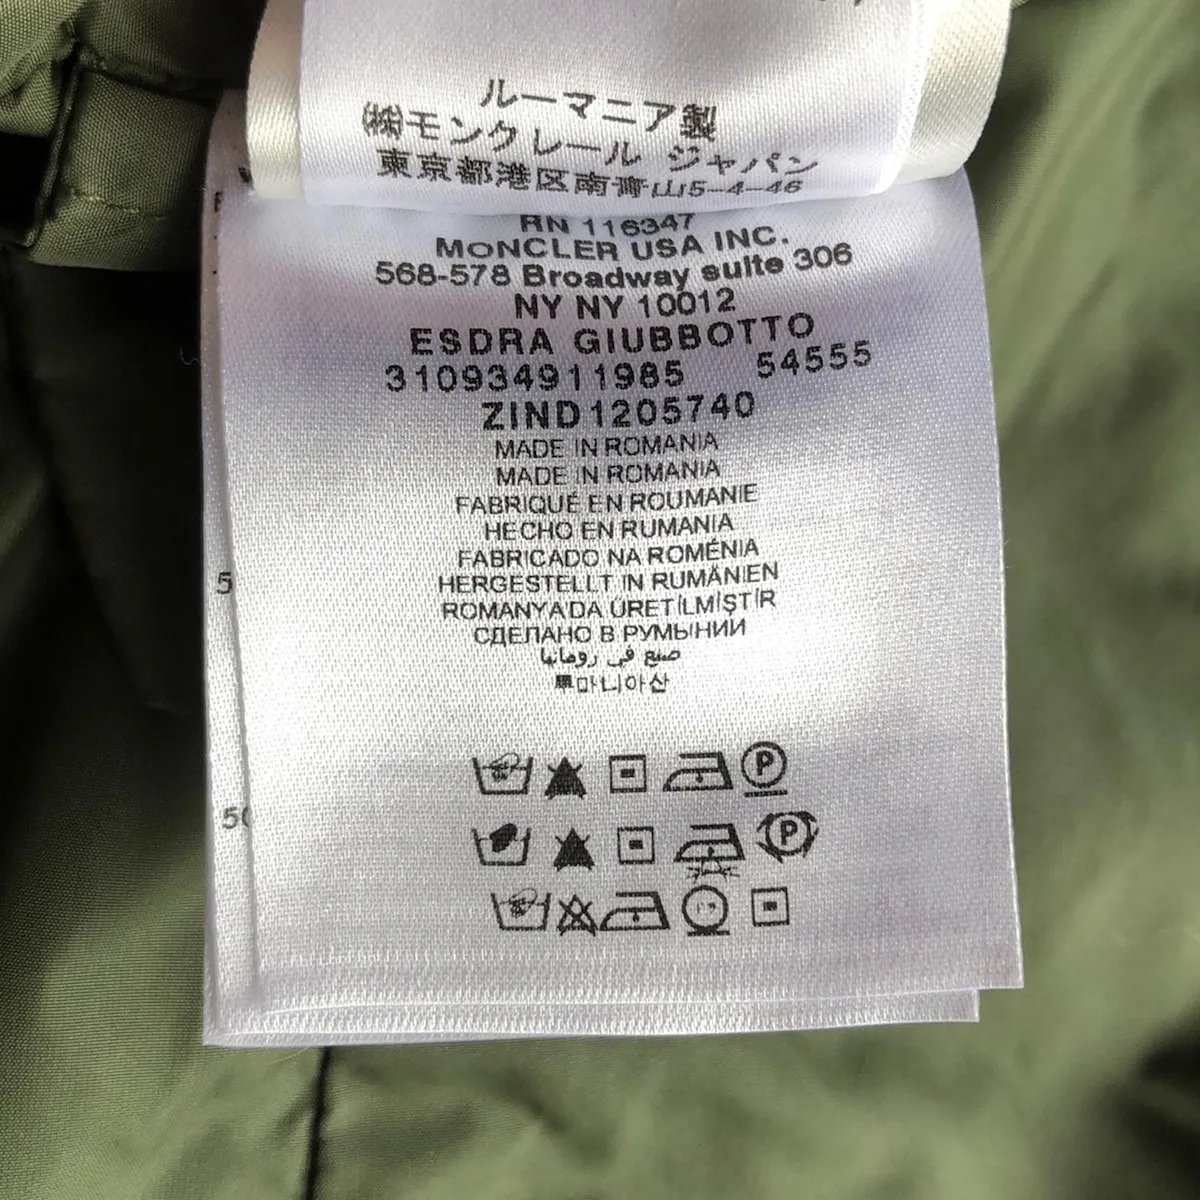 ルーマニア製
㈱モンクレール ジャパン
東京都港区南青山5-4-46
RN 116347
MONCLER USA INC.
568-578 Broadway suite 306
NY NY 10012
ESDRA GIUBBOTTO
310934911985 54555
ZIND1205740
MADE IN ROMANIA
MADE IN ROMANIA
FABRIQUÉ EN ROUMANIE
HECHO EN RUMANIA
FABRICADO NA ROMÉNIA
HERGESTELLT IN RUMÄNIEN
ROMANYADA ÜRETİLMİŞTİR
СДЕЛАНО В РУМЫНИИ
صنع في رومانيا
루마니아산
P
P